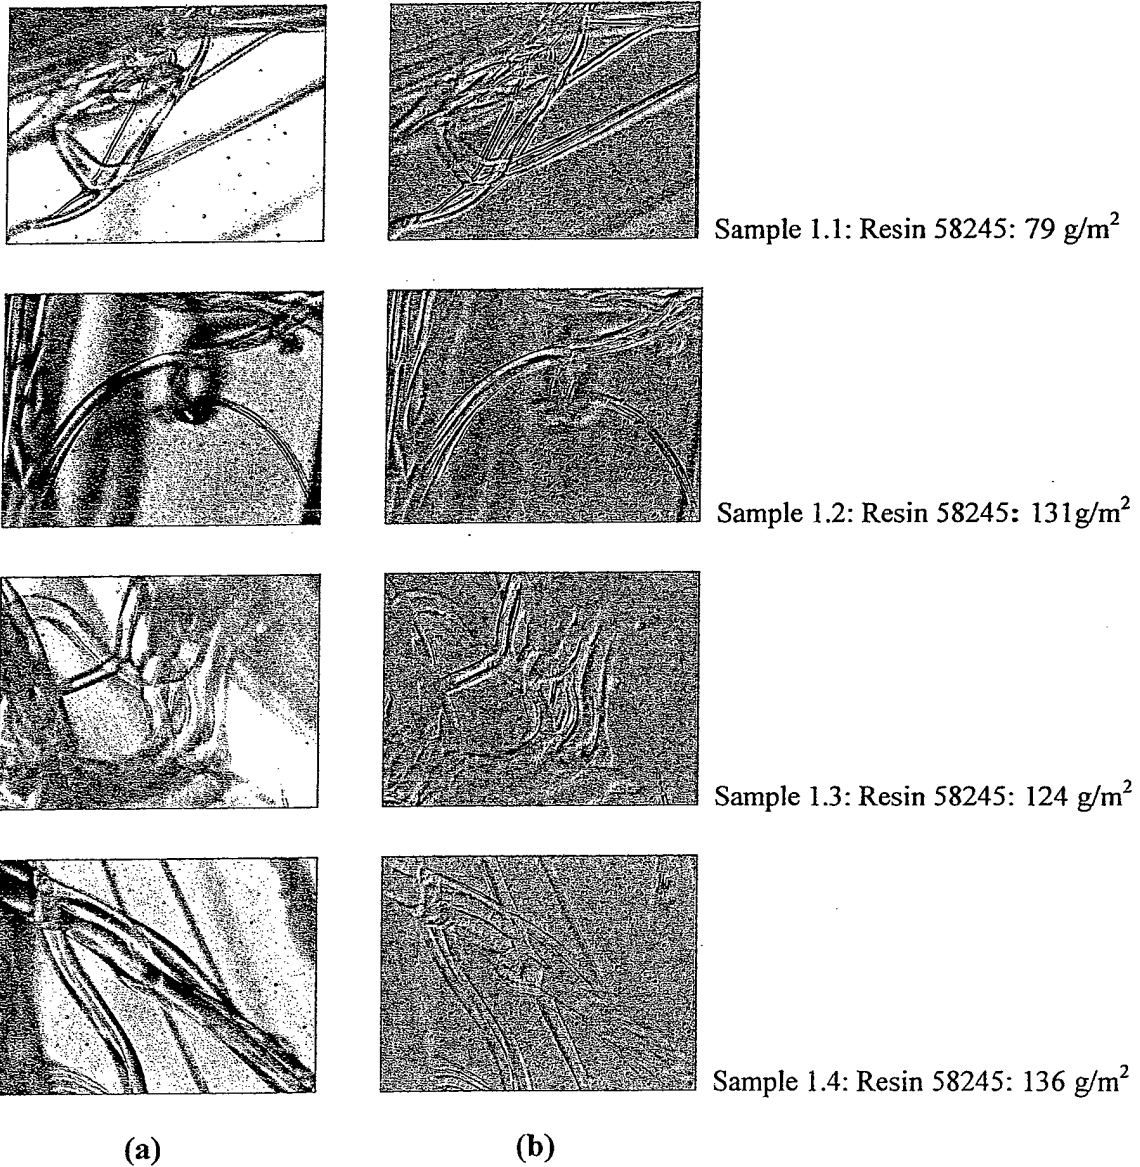 Sample 1.1: Resin 58245: 79 g/m²
Sample 1.2: Resin 58245: 131g/m²
Sample 1.3: Resin 58245: 124 g/m²
Sample 1.4: Resin 58245: 136 g/m²
(a) (b)